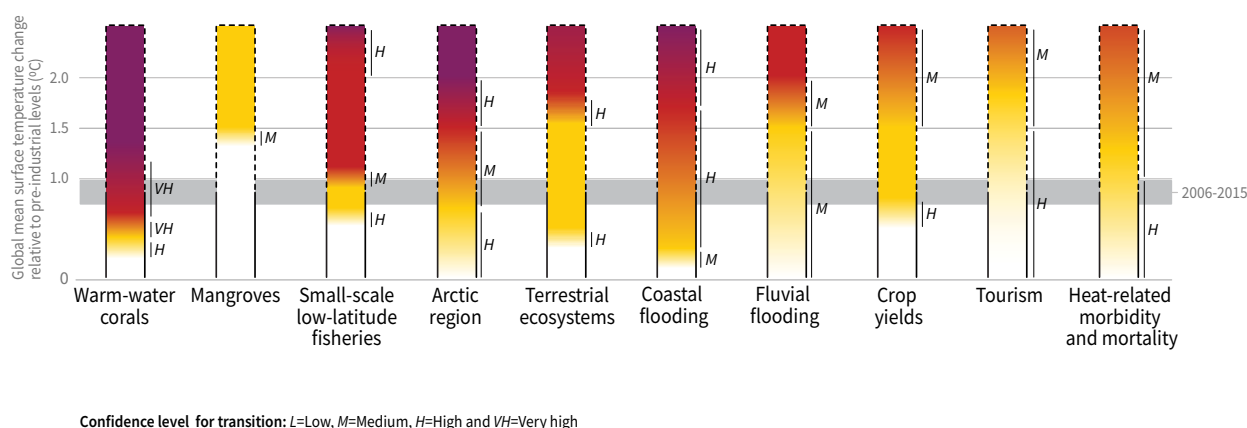 Global mean surface temperature change
relative to pre-industrial levels (ºC)
2.0
1.5
1.0
0
2006-2015
VH
VH
H
M
H
M
H
H
M
H
H
H
H
H
M
M
M
M
H
M
H
M
H
Warm-water
corals
Mangroves
Small-scale
low-latitude
fisheries
Arctic
region
Terrestrial
ecosystems
Coastal
flooding
Fluvial
flooding
Crop
yields
Tourism
Heat-related
morbidity
and mortality
Confidence level for transition: L=Low, M=Medium, H=High and VH=Very high